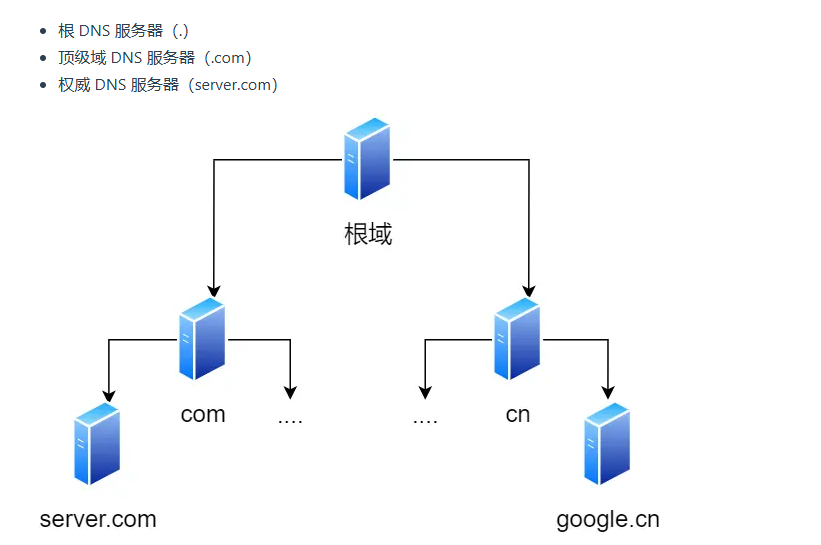 根 DNS 服务器（.）
顶级域 DNS 服务器（.com）
权威 DNS 服务器（server.com）
根域
com
....
....
cn
server.com
google.cn